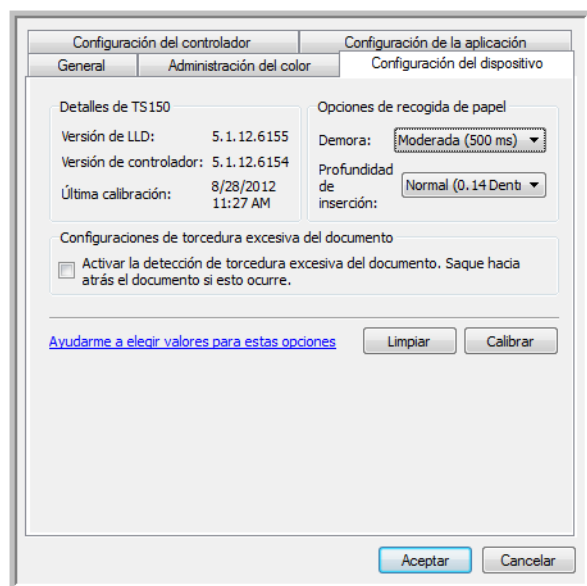 Configuración del controlador
Configuración de la aplicación
General
Administración del color
Configuración del dispositivo
Detalles de TS150
Versión de LLD: 5.1.12.6155
Versión de controlador: 5.1.12.6154
Última calibración: 8/28/2012
11:27 AM
Opciones de recogida de papel
Demora: Moderada (500 ms)
Profundidad
de
inserción:
Normal (0.14 Dent
Configuraciones de torcedura excesiva del documento
Activar la detección de torcedura excesiva del documento. Saque hacia
atrás el documento si esto ocurre.
Ayudarme a elegir valores para estas opciones
Limpiar
Calibrar
Aceptar
Cancelar